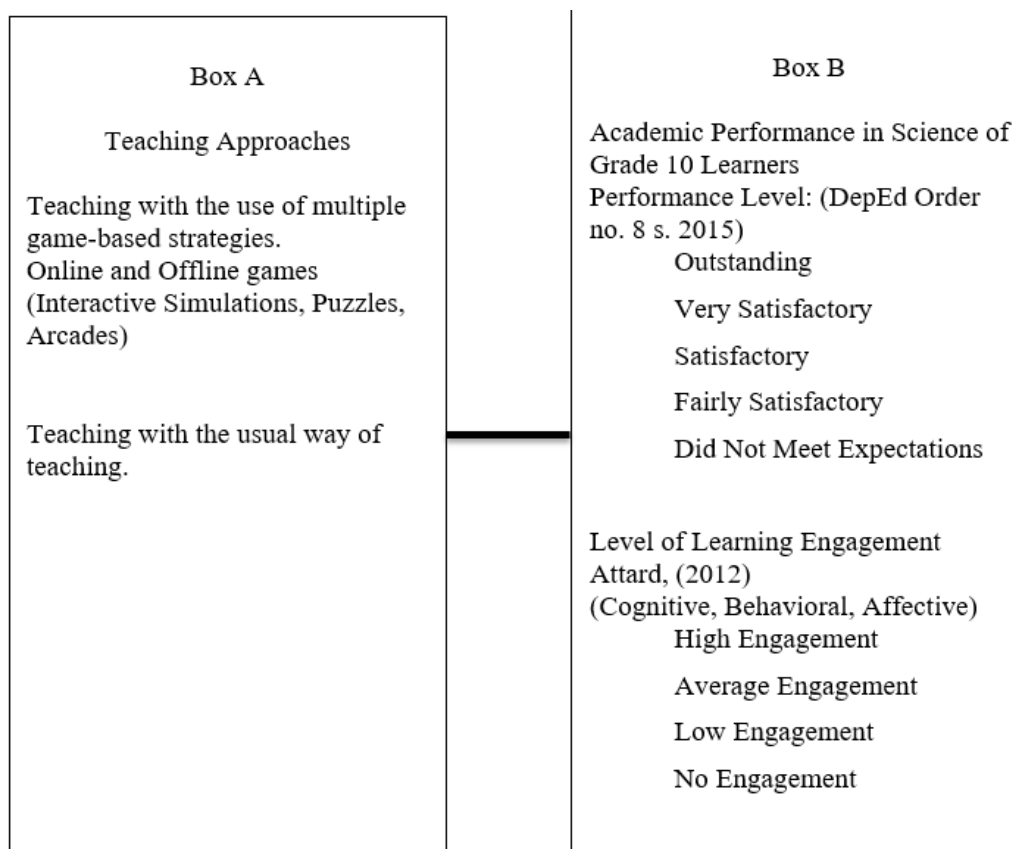 Box A
Teaching Approaches
Teaching with the use of multiple
game-based strategies.
Online and Offline games
(Interactive Simulations, Puzzles,
Arcades)
Teaching with the usual way of
teaching.
Box B
Academic Performance in Science of
Grade 10 Learners
Performance Level: (DepEd Order
no. 8 s. 2015)
Outstanding
Very Satisfactory
Satisfactory
Fairly Satisfactory
Did Not Meet Expectations
Level of Learning Engagement
Attard, (2012)
(Cognitive, Behavioral, Affective)
High Engagement
Average Engagement
Low Engagement
No Engagement